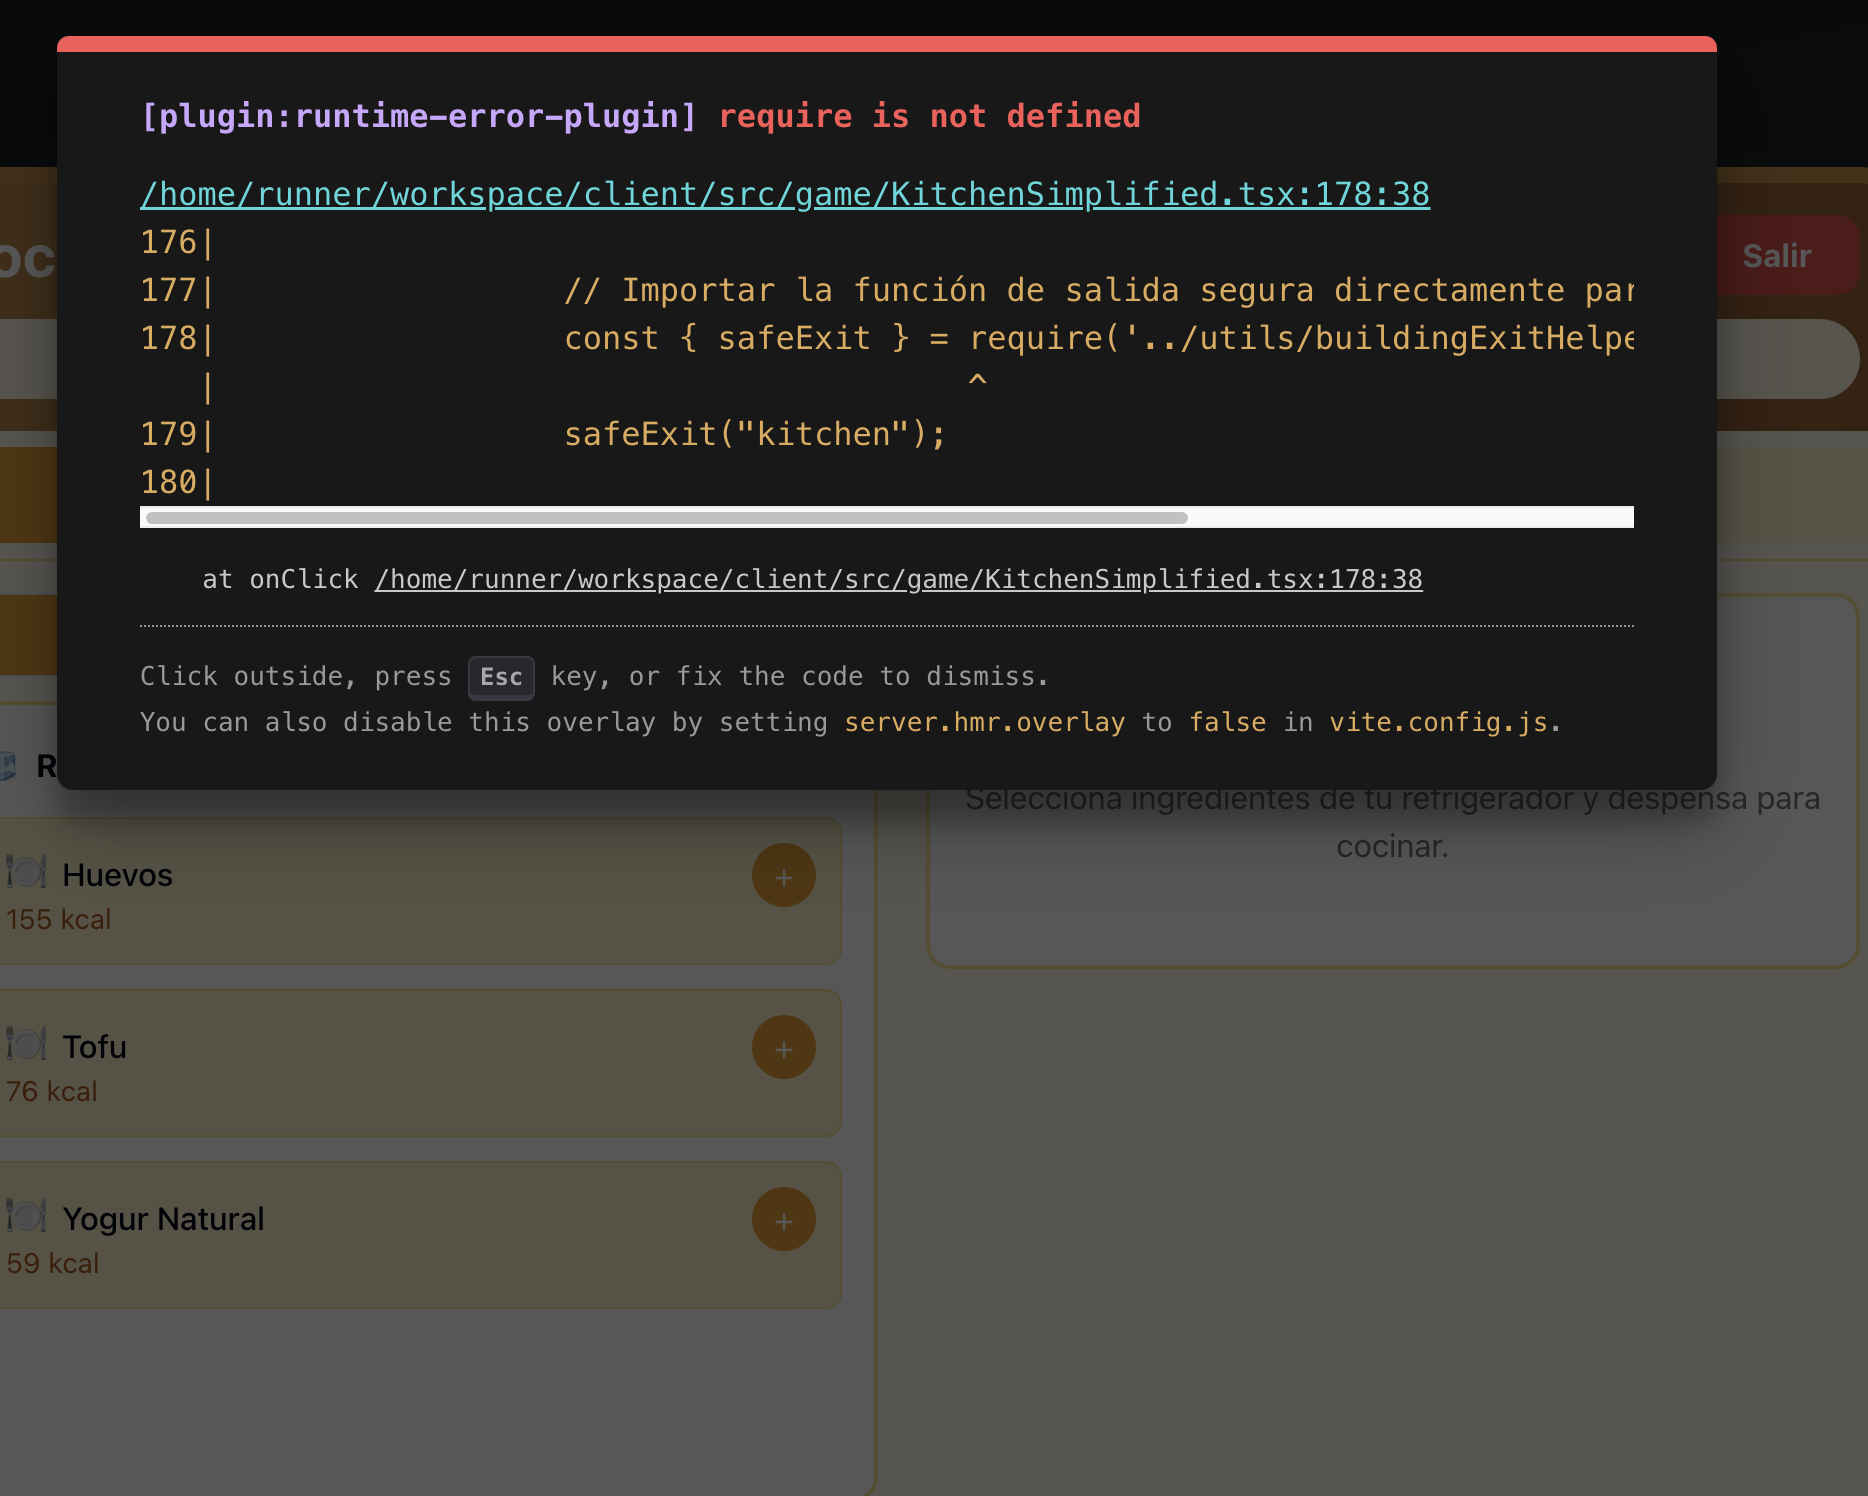 [plugin:runtime-error-plugin] require is not defined
/home/runner/workspace/client/src/game/KitchenSimplified.tsx:178:38
176|
177| // Importar la función de salida segura directamente par
178| const { safeExit } = require('../utils/buildingExitHelpe
| ^
179| safeExit("kitchen");
180|
at onClick /home/runner/workspace/client/src/game/KitchenSimplified.tsx:178:38
Click outside, press Esc key, or fix the code to dismiss.
You can also disable this overlay by setting server.hmr.overlay to false in vite.config.js.
oc
Salir
R
Selecciona ingredientes de tu refrigerador y despensa para
cocinar.
Huevos
+
155 kcal
Tofu
+
76 kcal
Yogur Natural
+
59 kcal